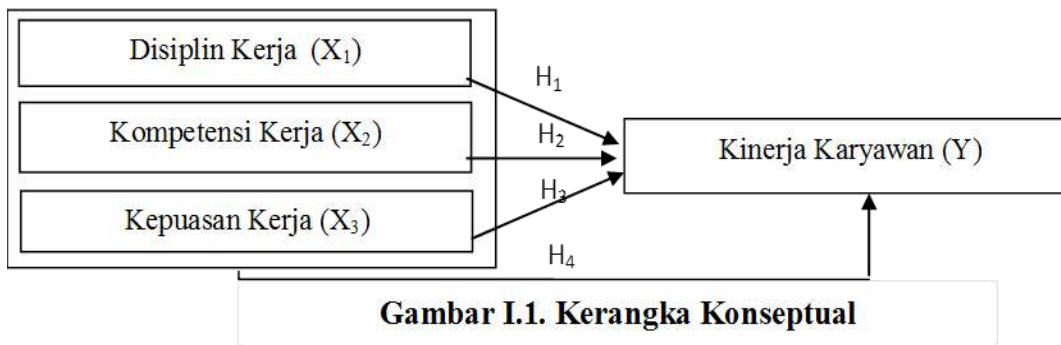 Disiplin Kerja (X₁)
H₁
Kompetensi Kerja (X₂)
H₂
Kinerja Karyawan (Y)
Kepuasan Kerja (X₃)
H₃
H₄
Gambar I.1. Kerangka Konseptual